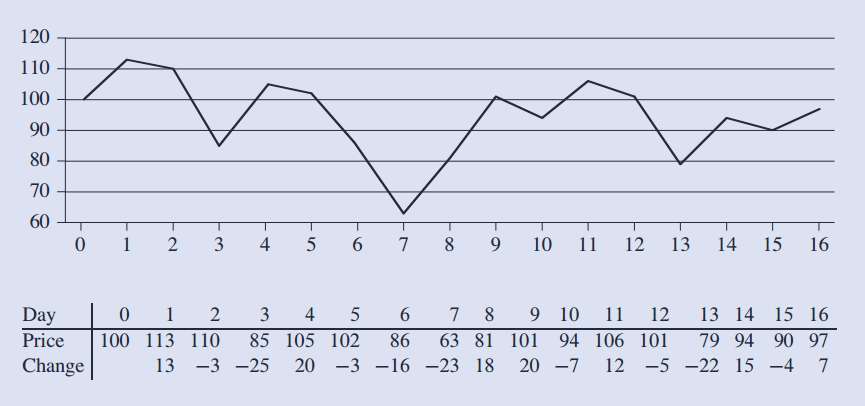 120
110
100
90
80
70
60
0 1 2 3 4 5 6 7 8 9 10 11 12 13 14 15 16
Day 0 1 2 3 4 5 6 7 8 9 10 11 12 13 14 15 16
Price 100 113 110 85 105 102 86 63 81 101 94 106 101 79 94 90 97
Change 13 −3 −25 20 −3 −16 −23 18 20 −7 12 −5 −22 15 −4 7